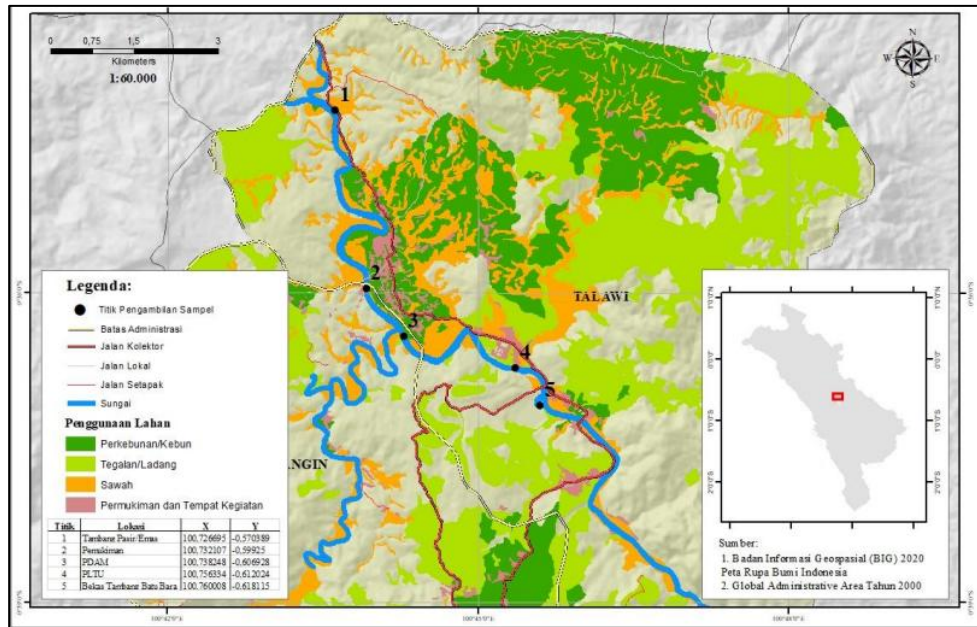 0 0,75 1,5 3
Kilometers
1:60.000
N
W E
S
1
2
3
4
5
TALAWI
ANGIN
Legenda:
Titik Pengambilan Sampel
Batas Administrasi
Jalan Kolektor
Jalan Lokal
Jalan Setapak
Sungai
Penggunaan Lahan
Perkebunan/Kebun
Tegalan/Ladang
Sawah
Permukiman dan Tempat Kegiatan
Titik Lokasi X Y
1 Tambang Pasir/Emas 100,726695 -0,570389
2 Pemukiman 100,732107 -0,59925
3 PDAM 100,738248 -0,606928
4 PLTU 100,756334 -0,612024
5 Bekas Tambang Batu Bara 100,760008 -0,618115
Sumber:
1. Badan Informasi Geospasial (BIG) 2020
Peta Rupa Bumi Indonesia
2. Global Administrative Area Tahun 2000